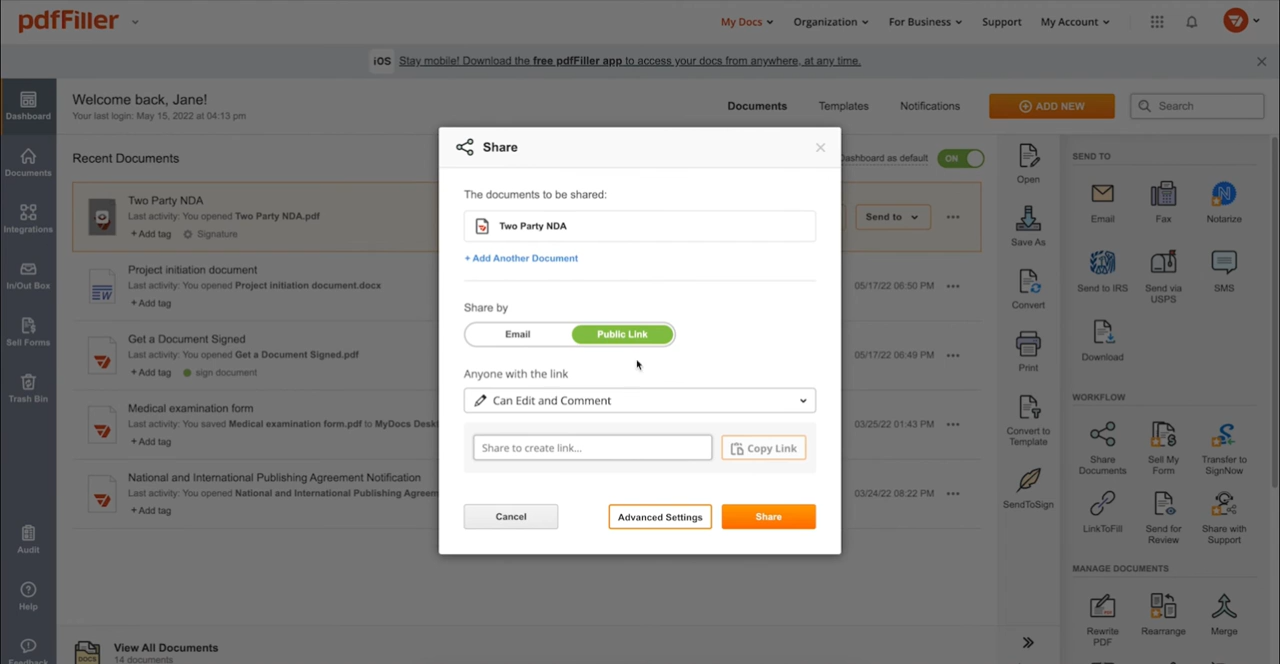 pdfFiller
My Docs
Organization
For Business
Support
My Account
iOS
Stay mobile! Download the free pdfFiller app to access your docs from anywhere, at any time.
Welcome back, Jane!
Your last login: May 15, 2022 at 04:13 pm
Documents
Templates
Notifications
ADD NEW
Search
Dashboard
Documents
Integrations
In/Out Box
Sell Forms
Trash Bin
Audit
Help
Feedback
Recent Documents
Dashboard as default
ON
Two Party NDA
Last activity: You opened Two Party NDA.pdf
+ Add tag
Signature
Send to
Project initiation document
Last activity: You opened Project initiation document.docx
+ Add tag
05/17/22 06:50 PM
Get a Document Signed
Last activity: You opened Get a Document Signed.pdf
+ Add tag
sign document
05/17/22 06:49 PM
Medical examination form
Last activity: You saved Medical examination form.pdf to MyDocs Desk
+ Add tag
03/25/22 01:43 PM
National and International Publishing Agreement Notification
Last activity: You opened National and International Publishing Agreem
+ Add tag
03/24/22 08:22 PM
DOCS
View All Documents
14 documents
Share
The documents to be shared:
Two Party NDA
+ Add Another Document
Share by
Email
Public Link
Anyone with the link
Can Edit and Comment
Share to create link...
Copy Link
Cancel
Advanced Settings
Share
Open
Save As
Convert
Print
Convert to
Template
SendToSign
SEND TO
Email
Fax
Notarize
Send to IRS
Send via
USPS
SMS
Download
WORKFLOW
Share
Documents
Sell My
Form
Transfer to
SignNow
LinkToFill
Send for
Review
Share with
Support
MANAGE DOCUMENTS
Rewrite
PDF
Rearrange
Merge